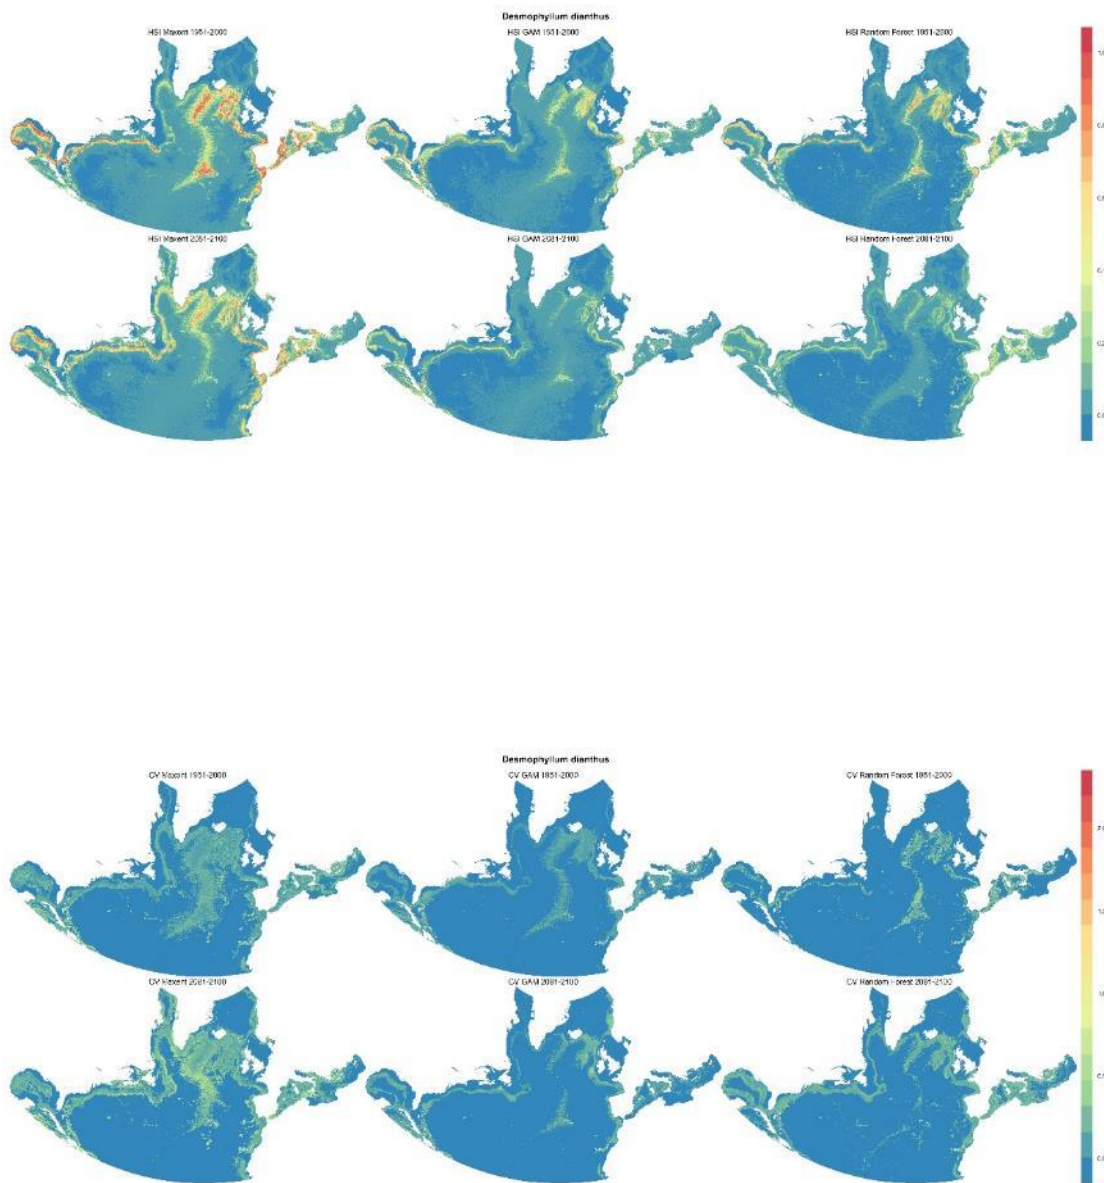 Desmophyllum dianthus
HSI Maxent 1951-2000
HSI GAM 1951-2000
HSI Random Forest 1951-2000
HSI Maxent 2081-2100
HSI GAM 2081-2100
HSI Random Forest 2081-2100
Desmophyllum dianthus
CV Maxent 1951-2000
CV GAM 1951-2000
CV Random Forest 1951-2000
CV Maxent 2081-2100
CV GAM 2081-2100
CV Random Forest 2081-2100